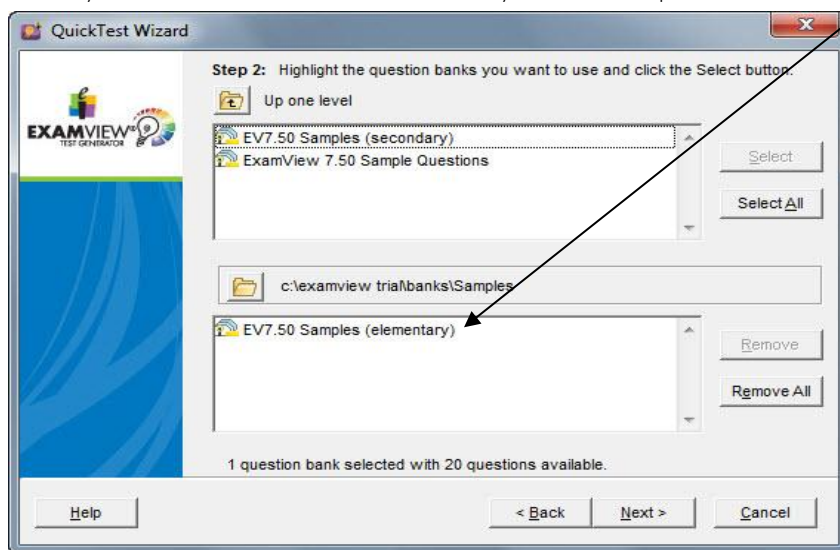 QuickTest Wizard
Step 2: Highlight the question banks you want to use and click the Select button.
Up one level
EXAMVIEW
TEST GENERATOR
EV7.50 Samples (secondary)
ExamView 7.50 Sample Questions
Select
Select All
c:\examview trial\banks\Samples
EV7.50 Samples (elementary)
Remove
Remove All
1 question bank selected with 20 questions available.
Help
< Back
Next >
Cancel